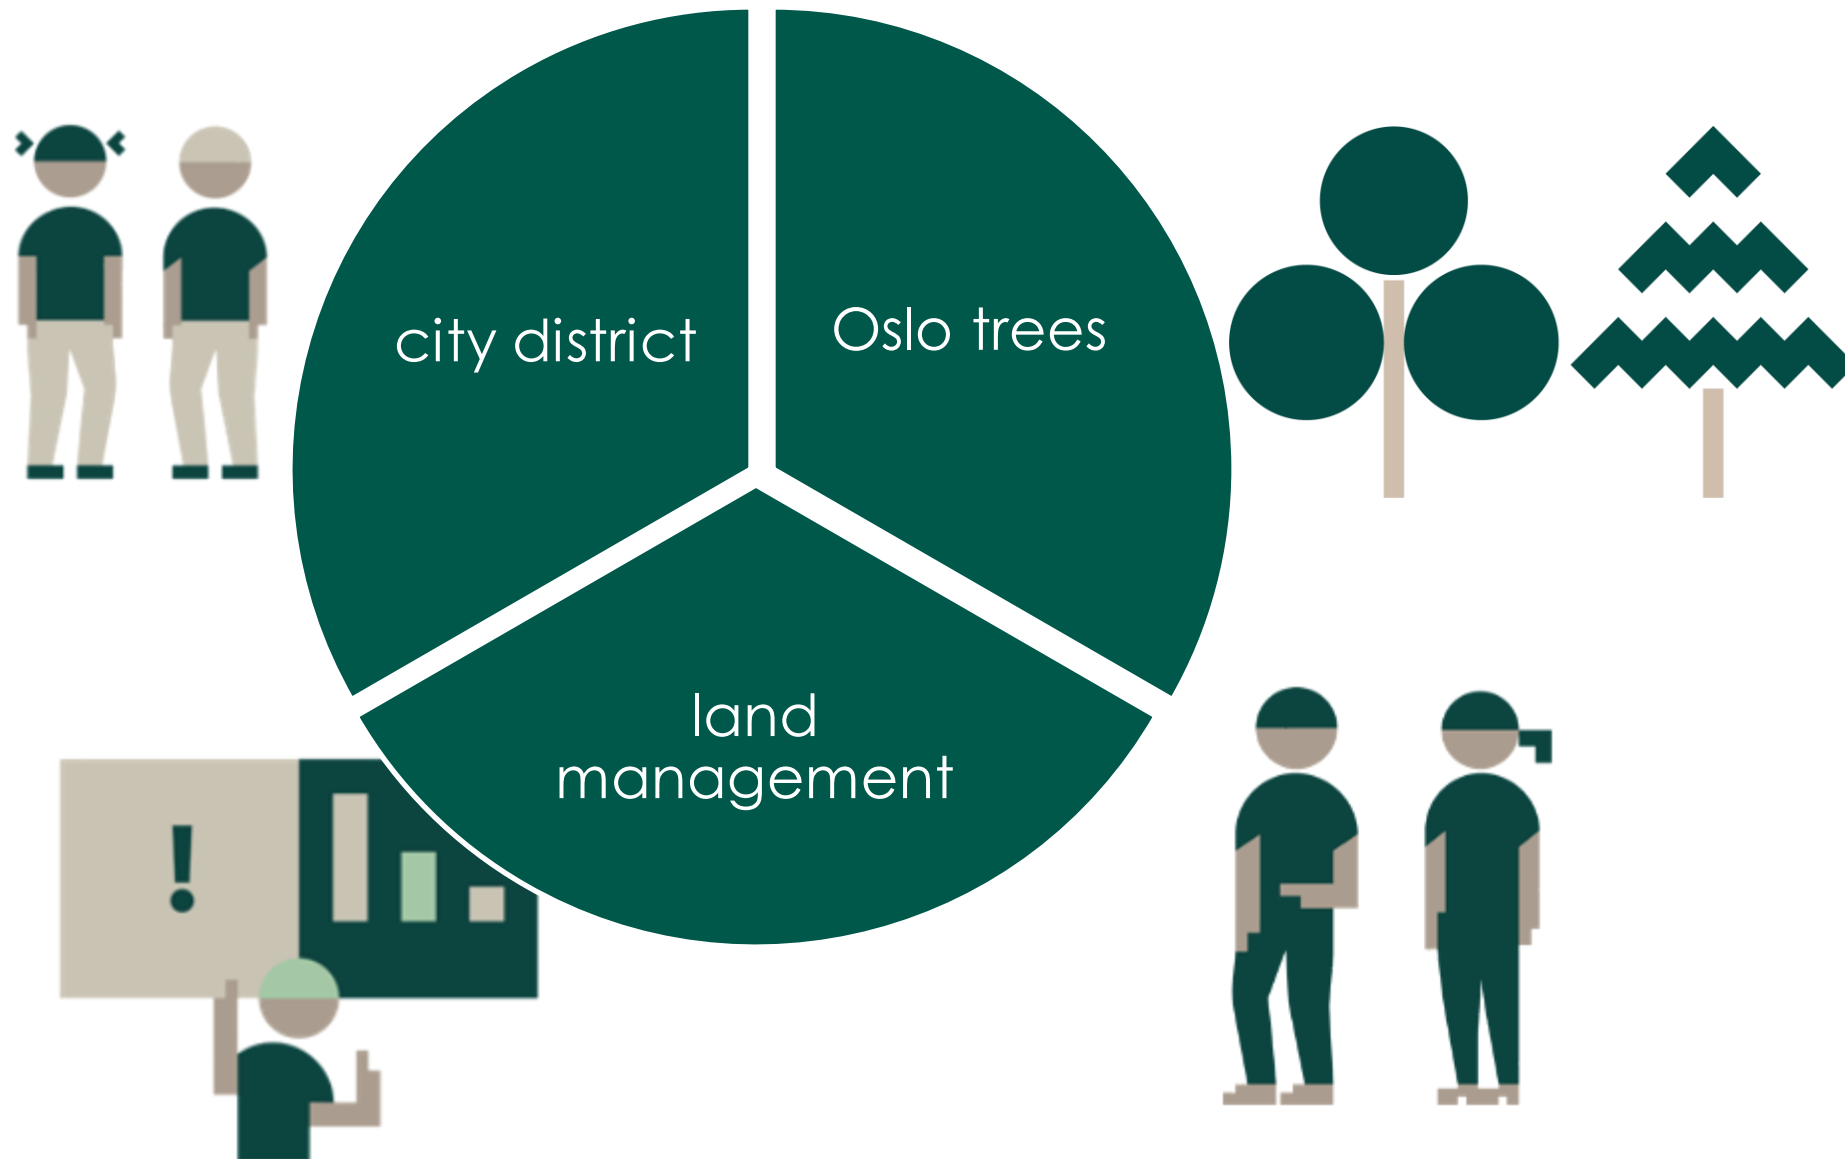 city district
Oslo trees
land
management
!